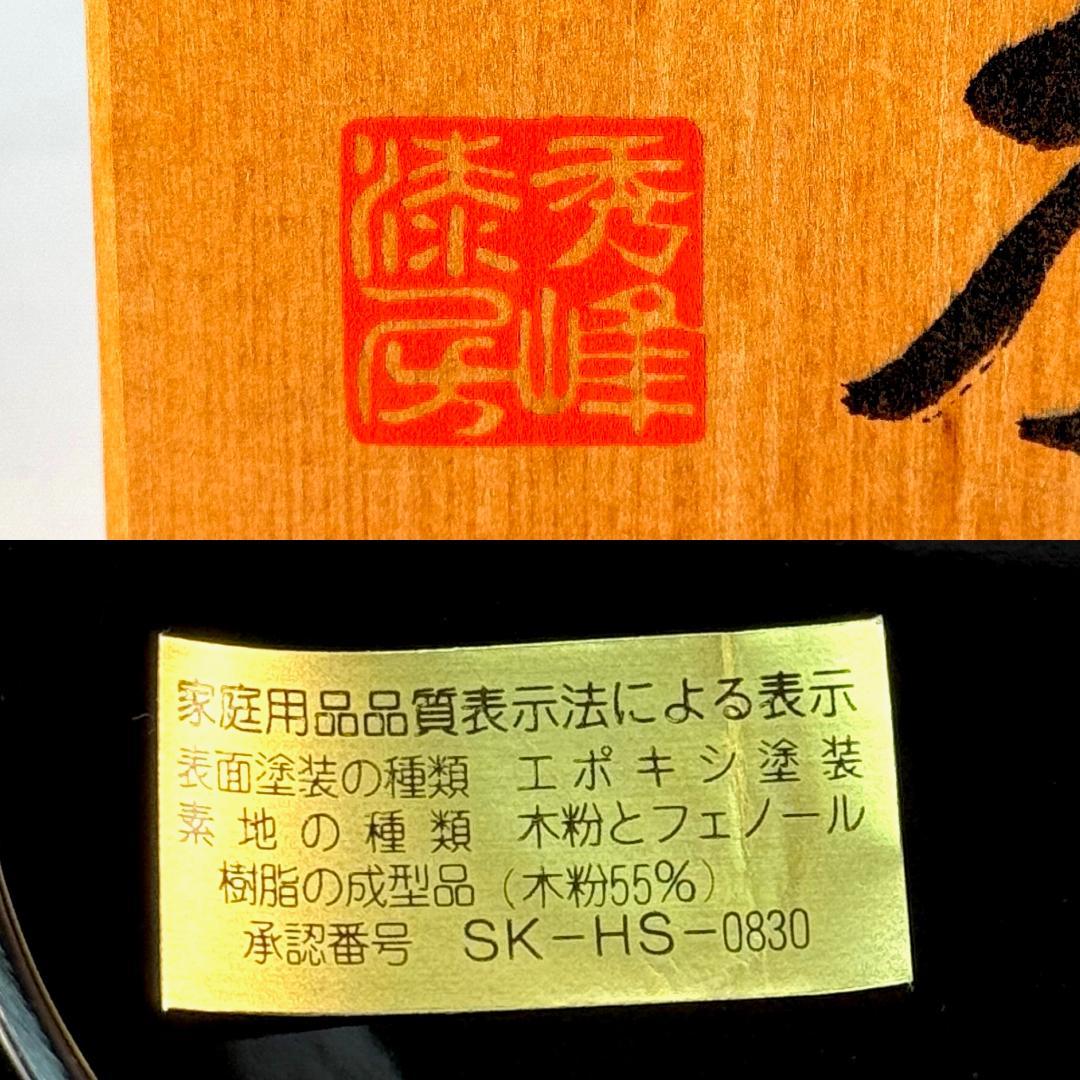 秀峰
漆房
家庭用品品質表示法による表示
表面塗装の種類 エポキシ塗装
素地の種類 木粉とフェノール
樹脂の成型品（木粉55%）
承認番号 SK-HS-0830